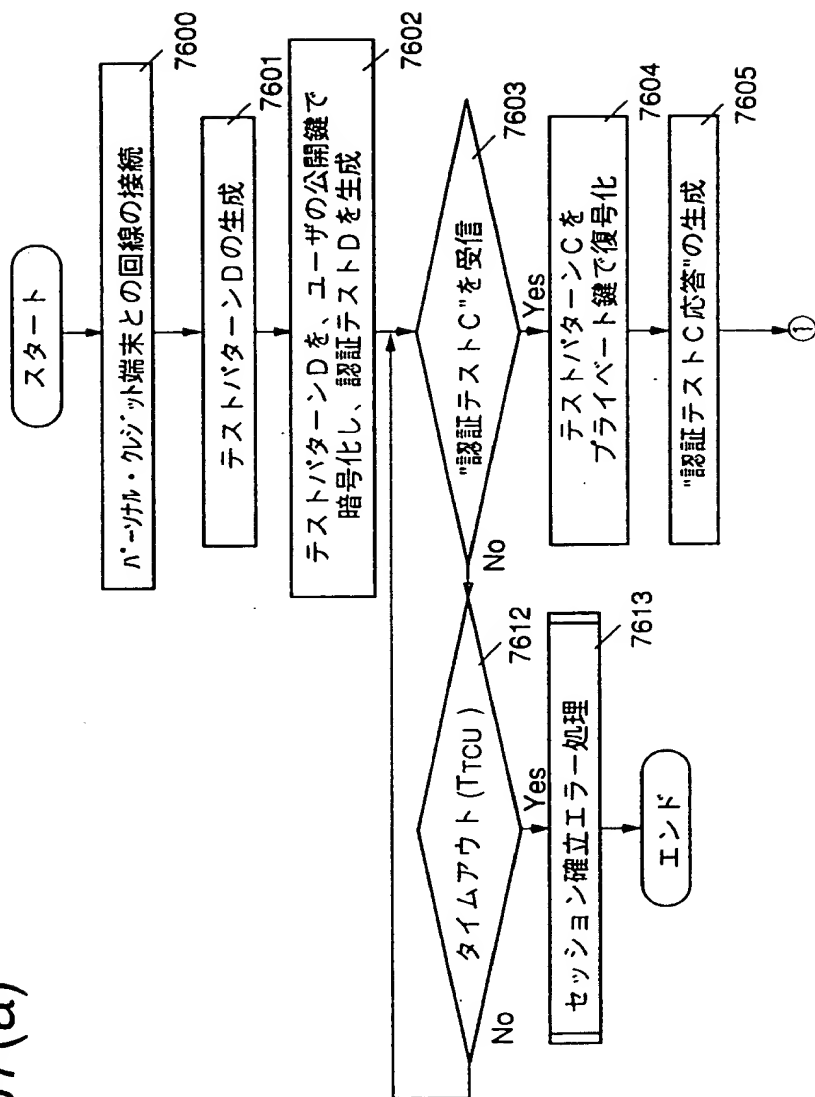 スタート
パーソナル・クレジット端末との回線の接続
7600
テストパターンDの生成
7601
テストパターンDを、ユーザの公開鍵で
暗号化し、認証テストDを生成
7602
"認証テストC"を受信
7603
Yes
No
テストパターンCを
プライベート鍵で復号化
7604
"認証テストC応答"の生成
7605
①
タイムアウト(TTCU)
7612
Yes
No
セッション確立エラー処理
7613
エンド
(a)